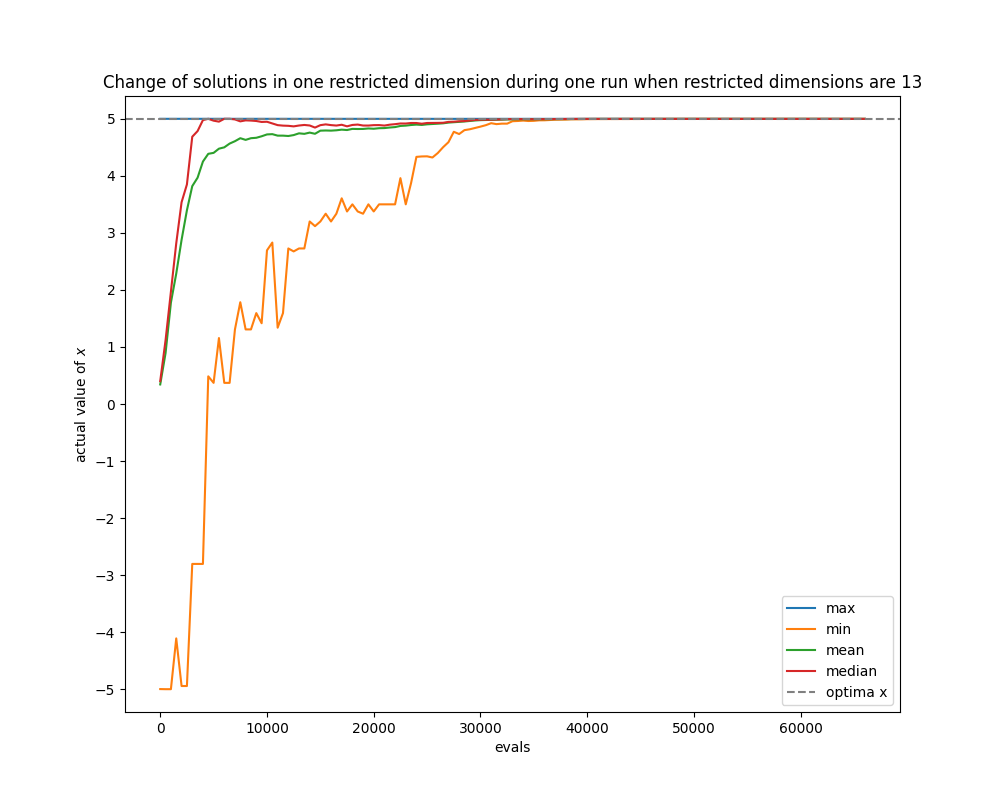 Change of solutions in one restricted dimension during one run when restricted dimensions are 13
actual value of x
5
4
3
2
1
0
−1
−2
−3
−4
−5
max
min
mean
median
optima x
0 10000 20000 30000 40000 50000 60000
evals